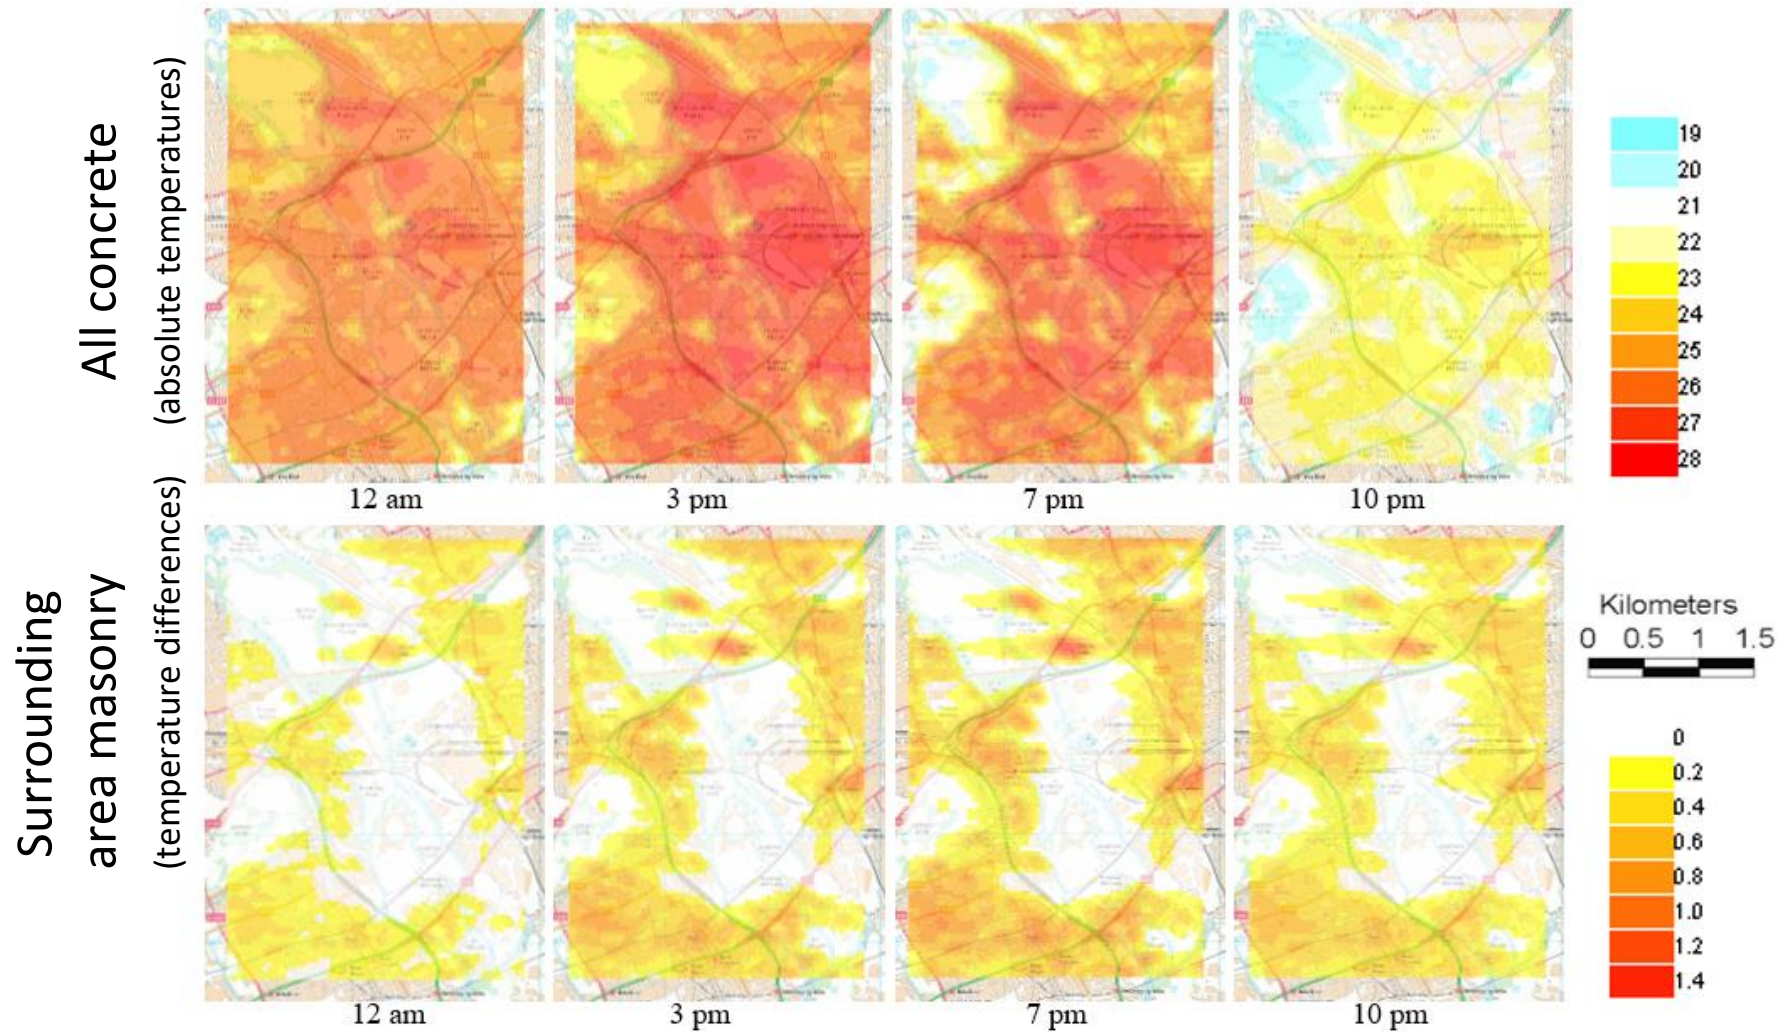 All concrete
(absolute temperatures)
19
20
21
22
23
24
25
26
27
28
12 am
3 pm
7 pm
10 pm
Surrounding
area masonry
(temperature differences)
Kilometers
0 0.5 1 1.5
0
0.2
0.4
0.6
0.8
1.0
1.2
1.4
12 am
3 pm
7 pm
10 pm